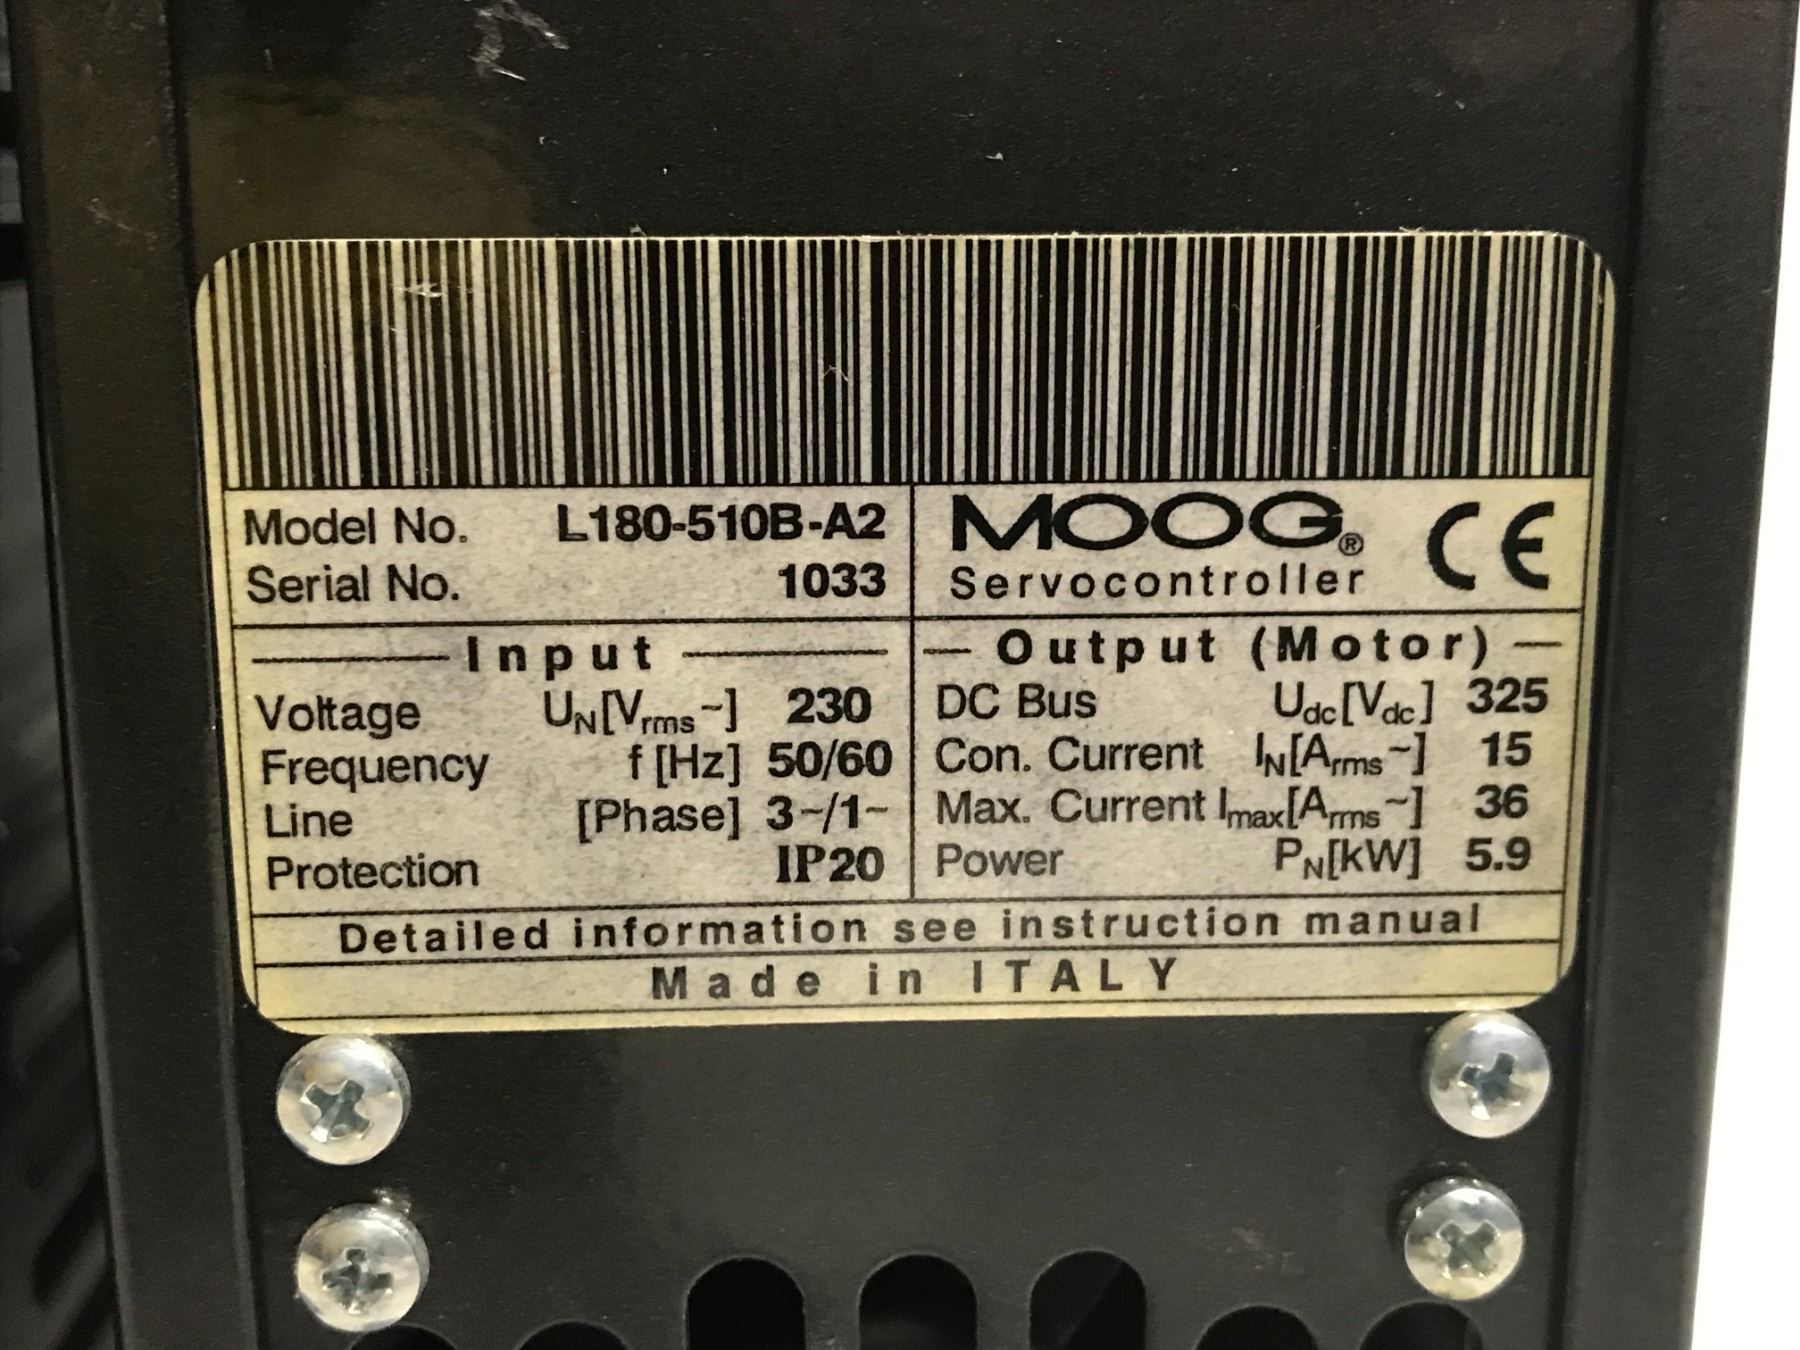 Model No. L180-510B-A2
Serial No. 1033
MOOG®
Servocontroller
CE
Input
Voltage UN[Vrms~] 230
Frequency f [Hz] 50/60
Line [Phase] 3~/1~
Protection IP20
Output (Motor)
DC Bus Udc[Vdc] 325
Con. Current IN[Arms~] 15
Max. Current Imax[Arms~] 36
Power PN[kW] 5.9
Detailed information see instruction manual
Made in ITALY